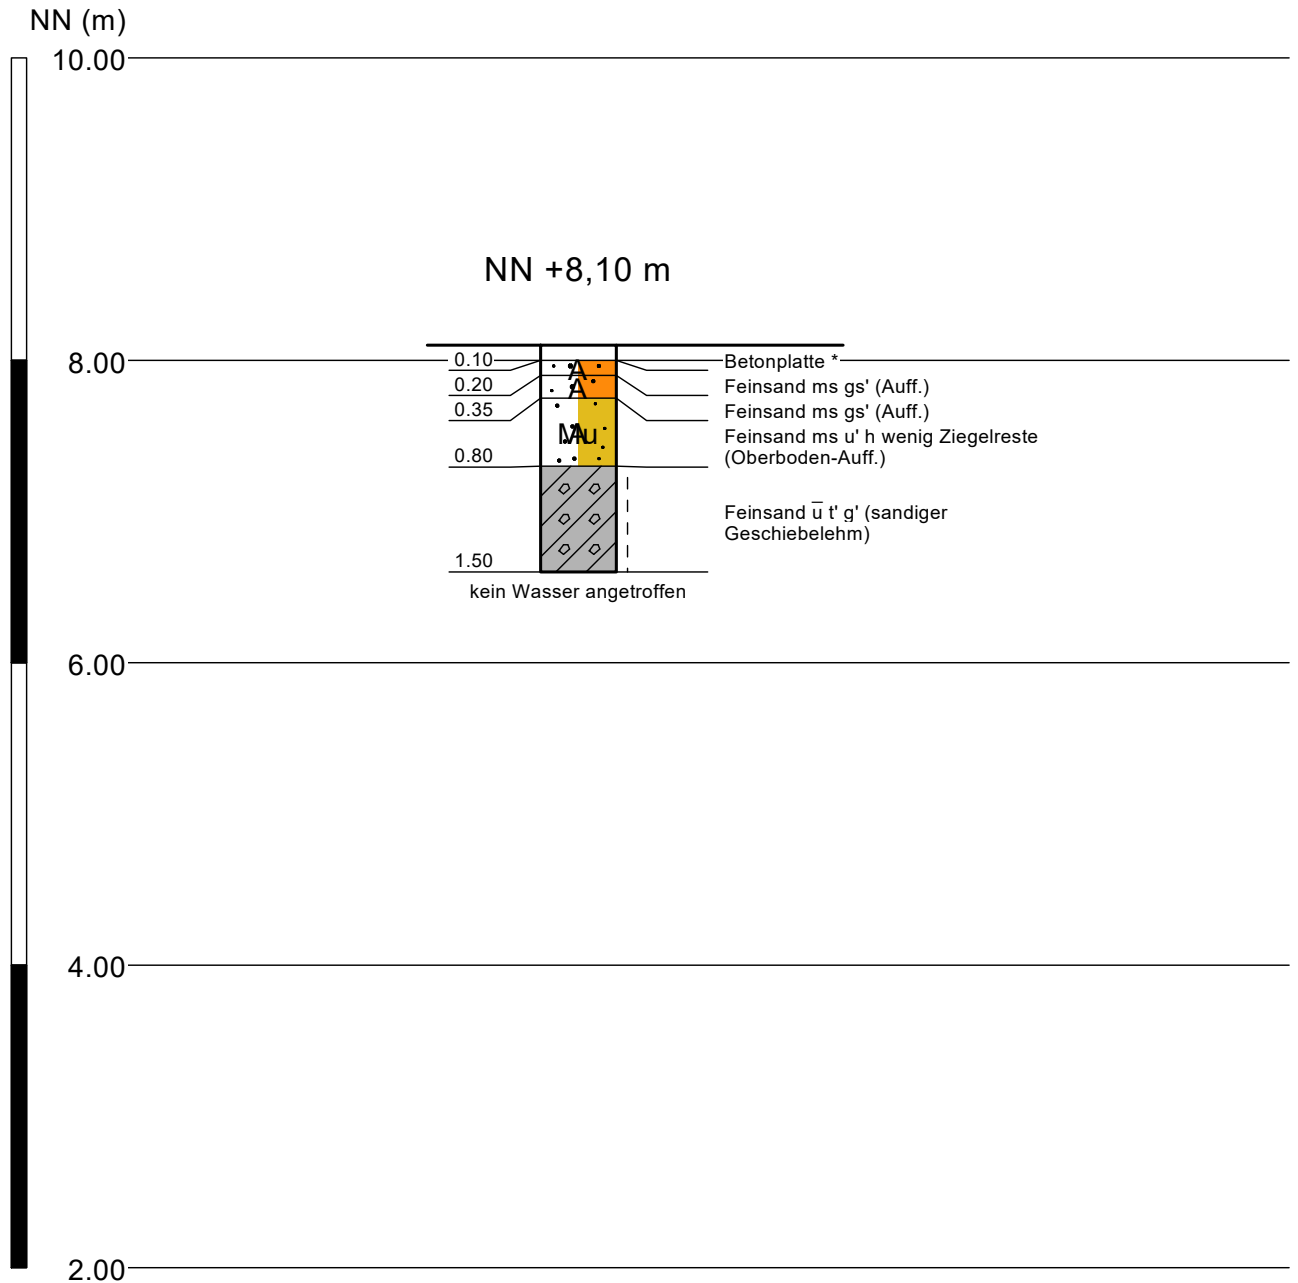 NN (m)
10.00
NN +8,10 m
8.00
0.10
Betonplatte *
A
0.20
Feinsand ms gs' (Auff.)
A
0.35
Feinsand ms gs' (Auff.)
Mu
A
Feinsand ms u' h wenig Ziegelreste
(Oberboden-Auff.)
0.80
Feinsand u̅ t' g' (sandiger
Geschiebelehm)
1.50
kein Wasser angetroffen
6.00
4.00
2.00